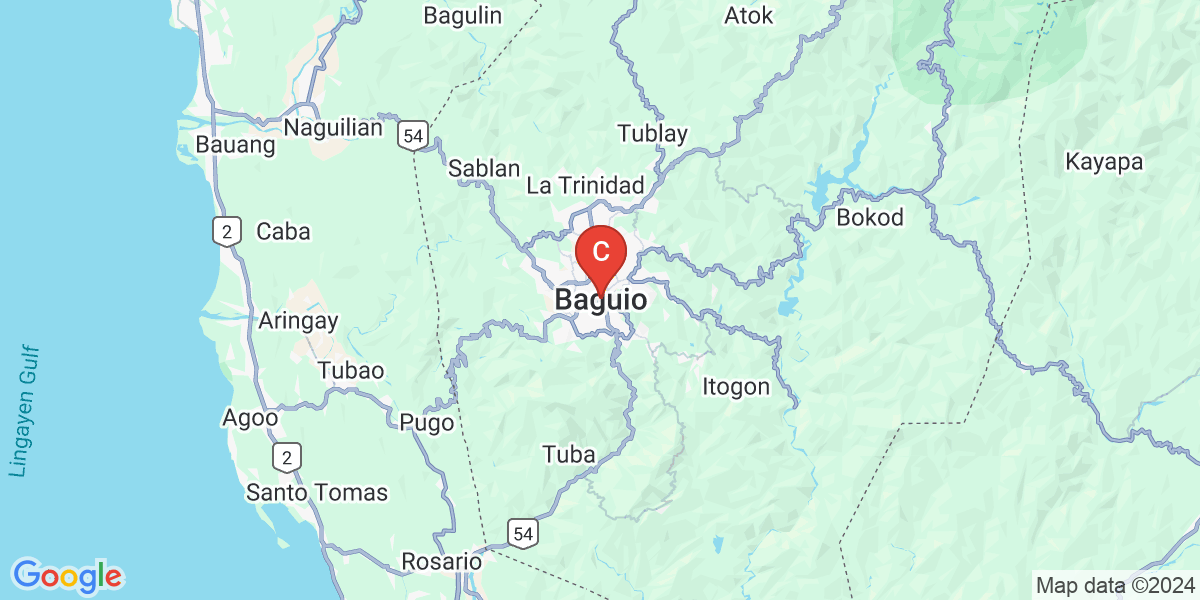 Bagulin
Atok
Naguilian
54
Tublay
Bauang
Sablan
La Trinidad
Kayapa
2
Caba
Bokod
C
Baguio
Aringay
Lingayen Gulf
Tubao
Itogon
Agoo
Pugo
2
Tuba
Santo Tomas
54
Rosario
Google
Map data ©2024